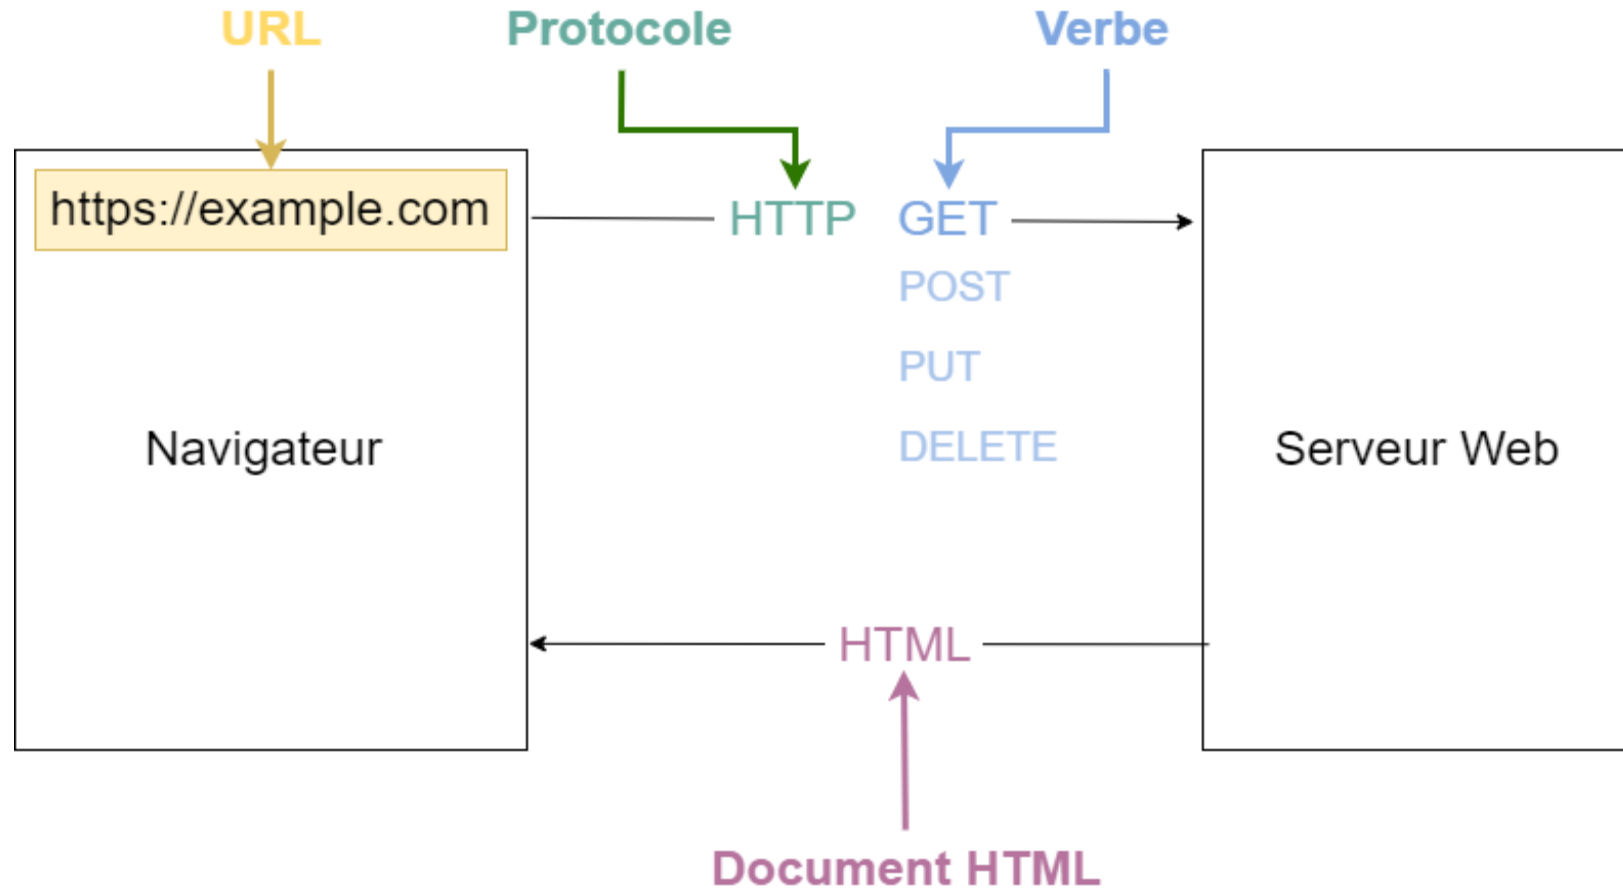 URL
Protocole
Verbe
https://example.com
HTTP
GET
POST
PUT
DELETE
Navigateur
Serveur Web
HTML
Document HTML